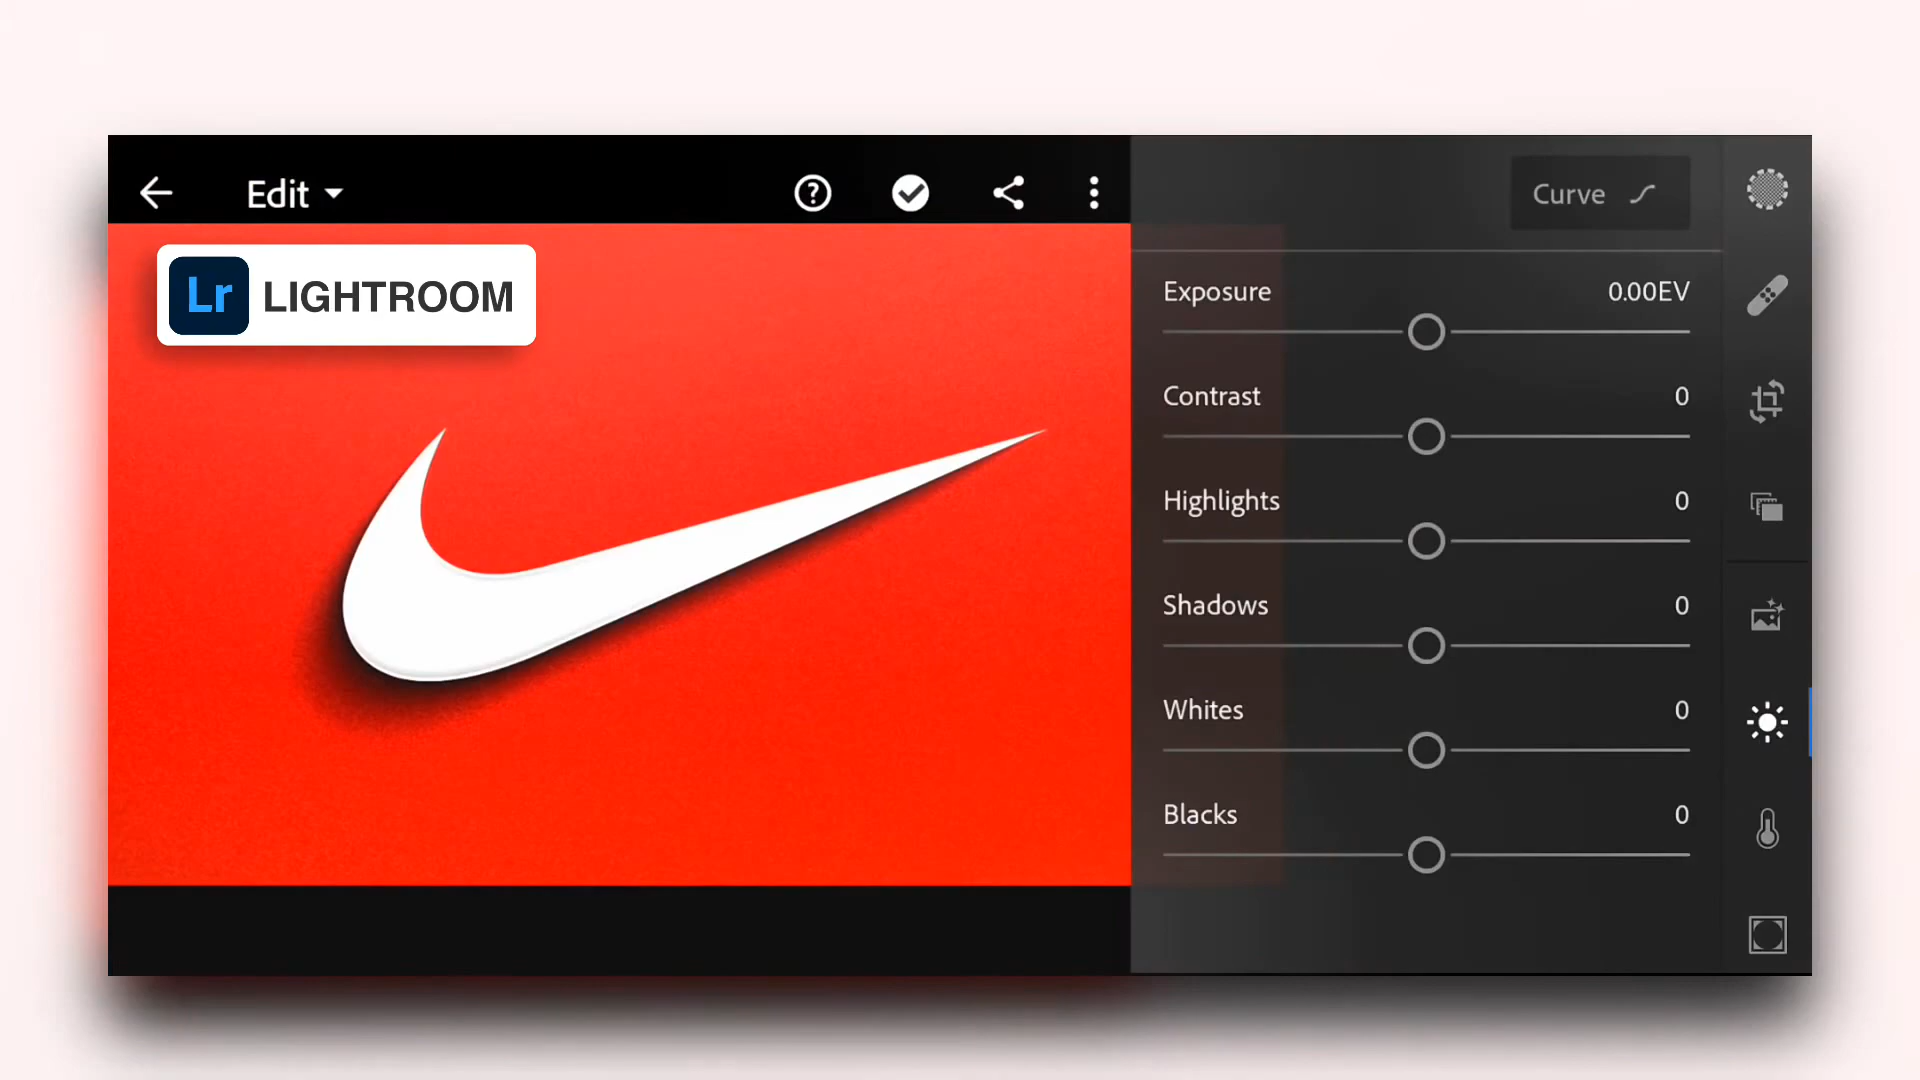 Edit
Curve
Lr LIGHTROOM
Exposure 0.00EV
Contrast 0
Highlights 0
Shadows 0
Whites 0
Blacks 0